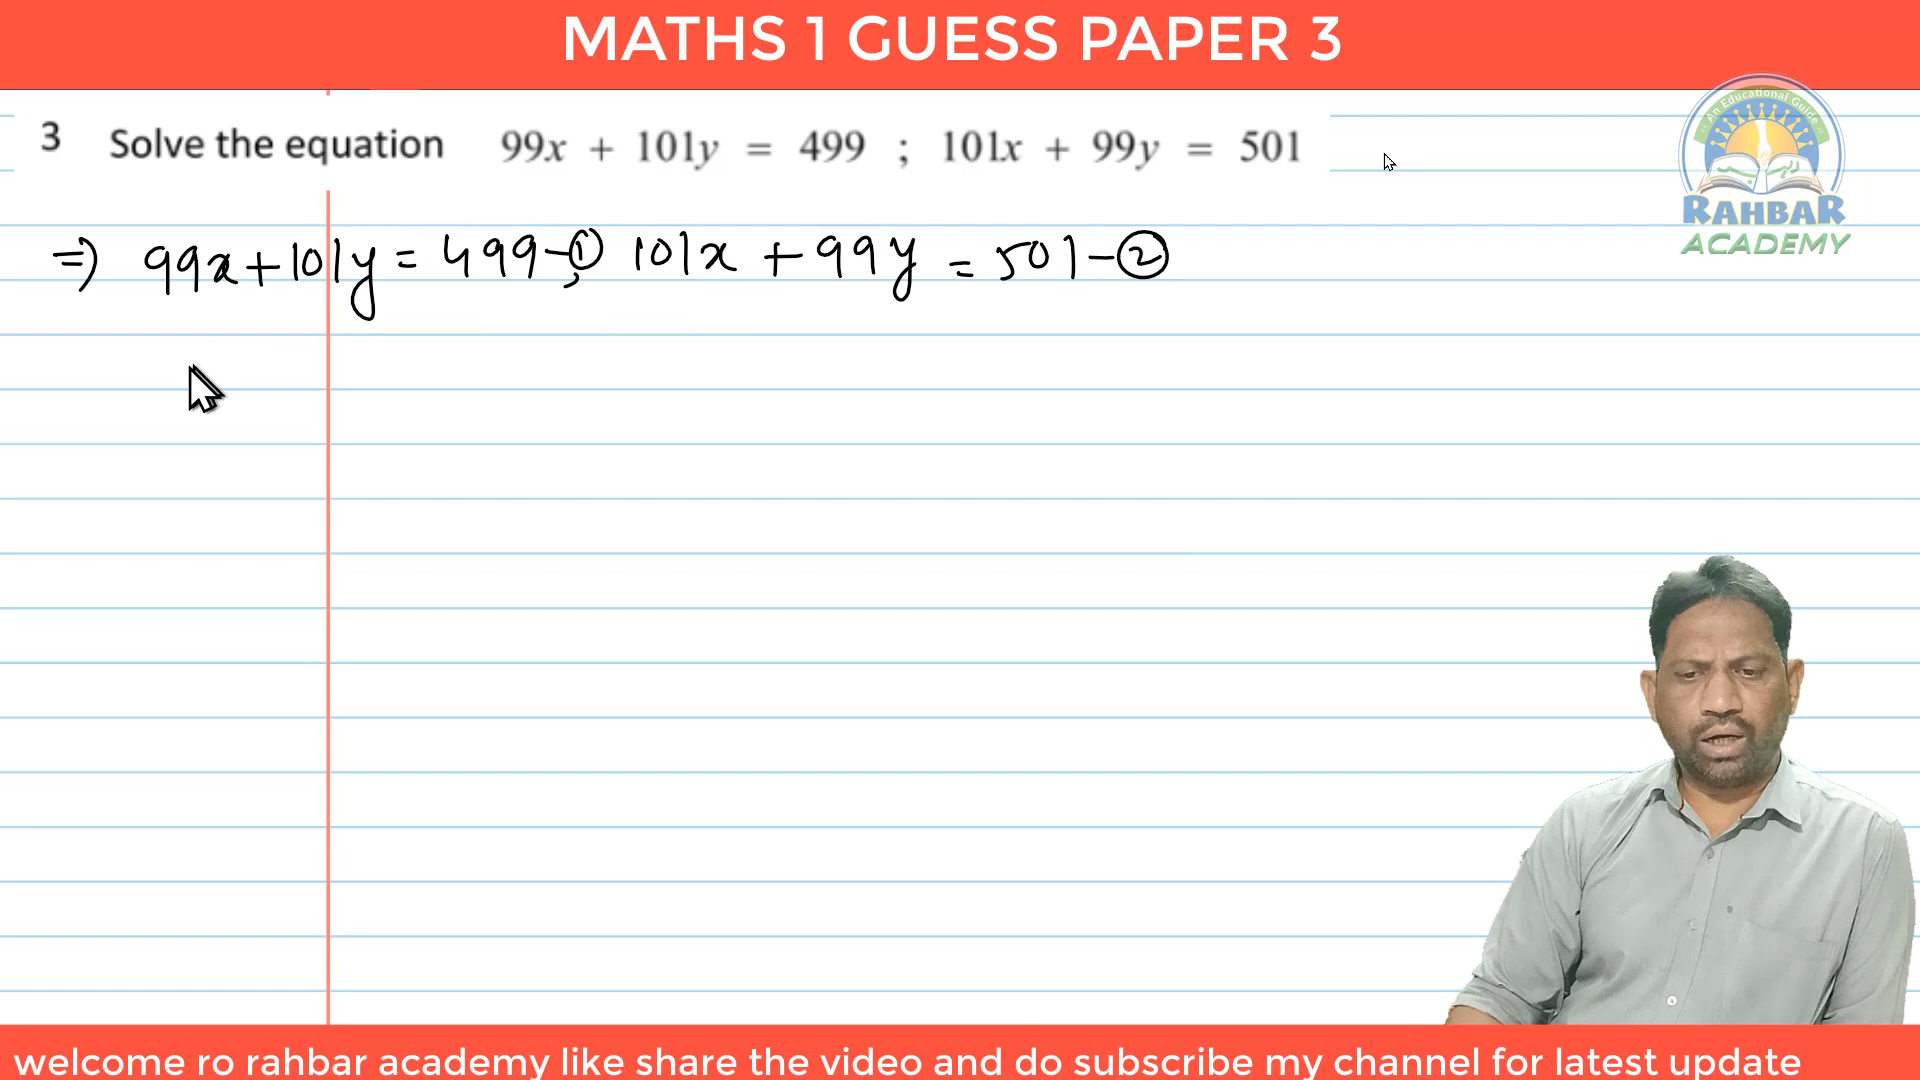 MATHS 1 GUESS PAPER 3
3 Solve the equation 99x + 101y = 499 ; 101x + 99y = 501
An Educational Guide
RAHBAR
ACADEMY
⇒ 99x + 101y = 499 - ① ; 101x + 99y = 501 - ②
welcome ro rahbar academy like share the video and do subscribe my channel for latest update